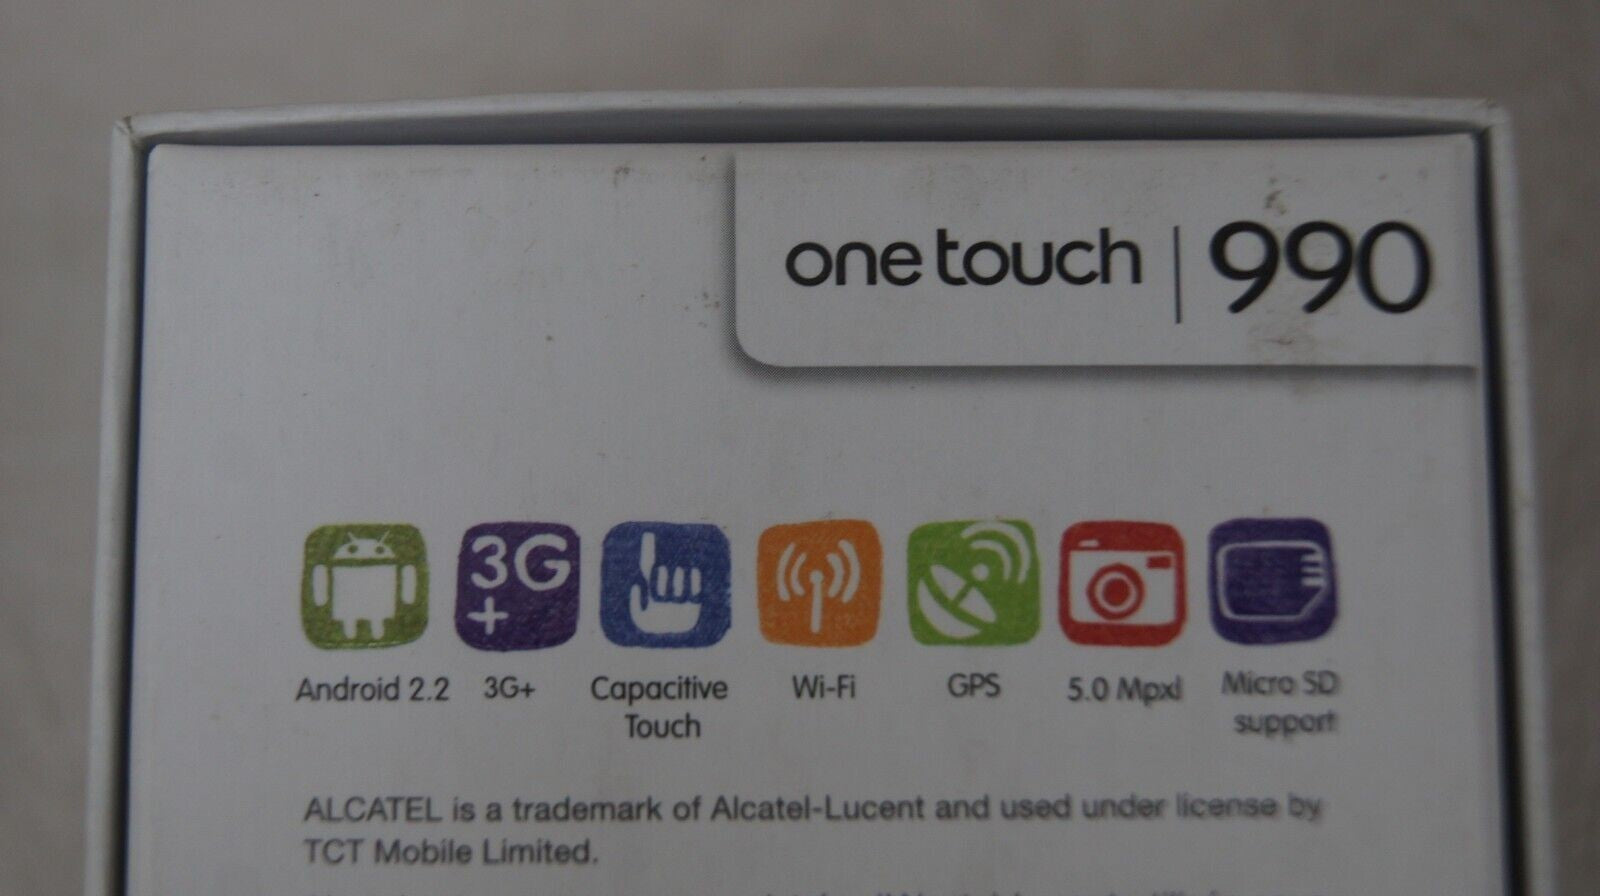 one touch | 990
3G
+
Android 2.2 3G+ Capacitive Touch Wi-Fi GPS 5.0 Mpxl Micro SD support
ALCATEL is a trademark of Alcatel-Lucent and used under license by
TCT Mobile Limited.